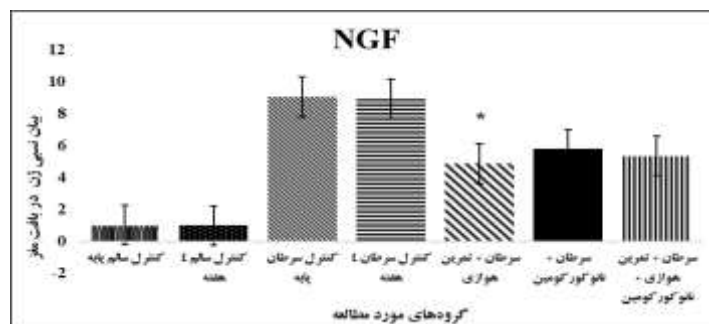 NGF
12
10
8
6
4
2
0
-2
بیان نسبی ژن در بافت مغز
*
کنترل سالم پایه
کنترل سالم 4
هفته
کنترل سرطان
پایه
کنترل سرطان 4
هفته
سرطان + تمرین
هوازی
سرطان +
نانوکورکومین
سرطان + تمرین
هوازی +
نانوکورکومین
گروه‌های مورد مطالعه